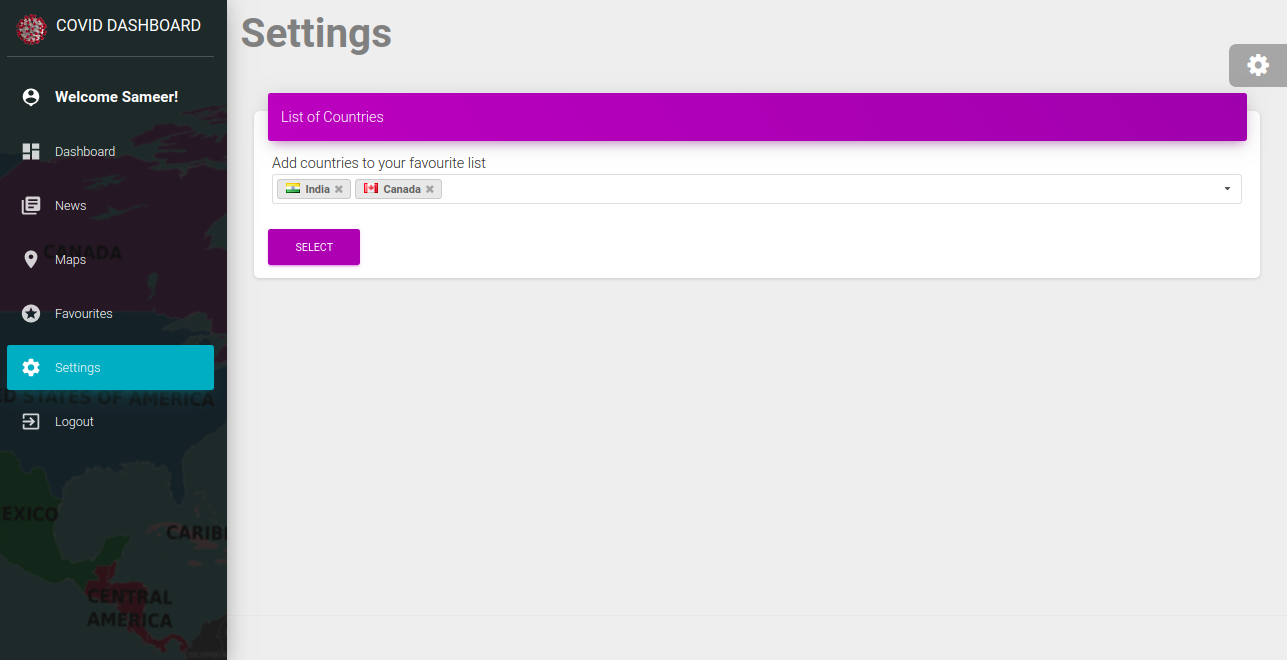 COVID DASHBOARD
Welcome Sameer!
Dashboard
News
CANADA
Maps
Favourites
Settings
ED STATES OF AMERICA
Logout
EXICO
CARIB
CENTRAL
AMERICA
Settings
List of Countries
Add countries to your favourite list
India
Canada
SELECT